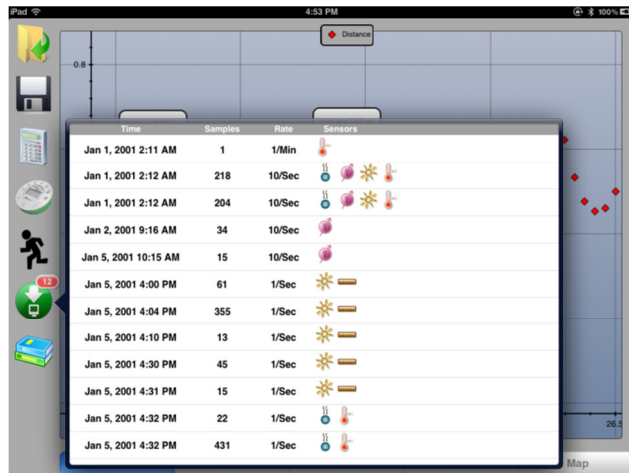 iPad 4:53 PM 100%
Distance
0.8
Time Samples Rate Sensors
Jan 1, 2001 2:11 AM 1 1/Min
Jan 1, 2001 2:12 AM 218 10/Sec
Jan 1, 2001 2:12 AM 204 10/Sec
Jan 2, 2001 9:16 AM 34 10/Sec
Jan 5, 2001 10:15 AM 15 10/Sec
12
Jan 5, 2001 4:00 PM 61 1/Sec
Jan 5, 2001 4:04 PM 355 1/Sec
Jan 5, 2001 4:10 PM 13 1/Sec
Jan 5, 2001 4:30 PM 45 1/Sec
Jan 5, 2001 4:31 PM 15 1/Sec
Jan 5, 2001 4:32 PM 22 1/Sec
26.5
Jan 5, 2001 4:32 PM 431 1/Sec
Map